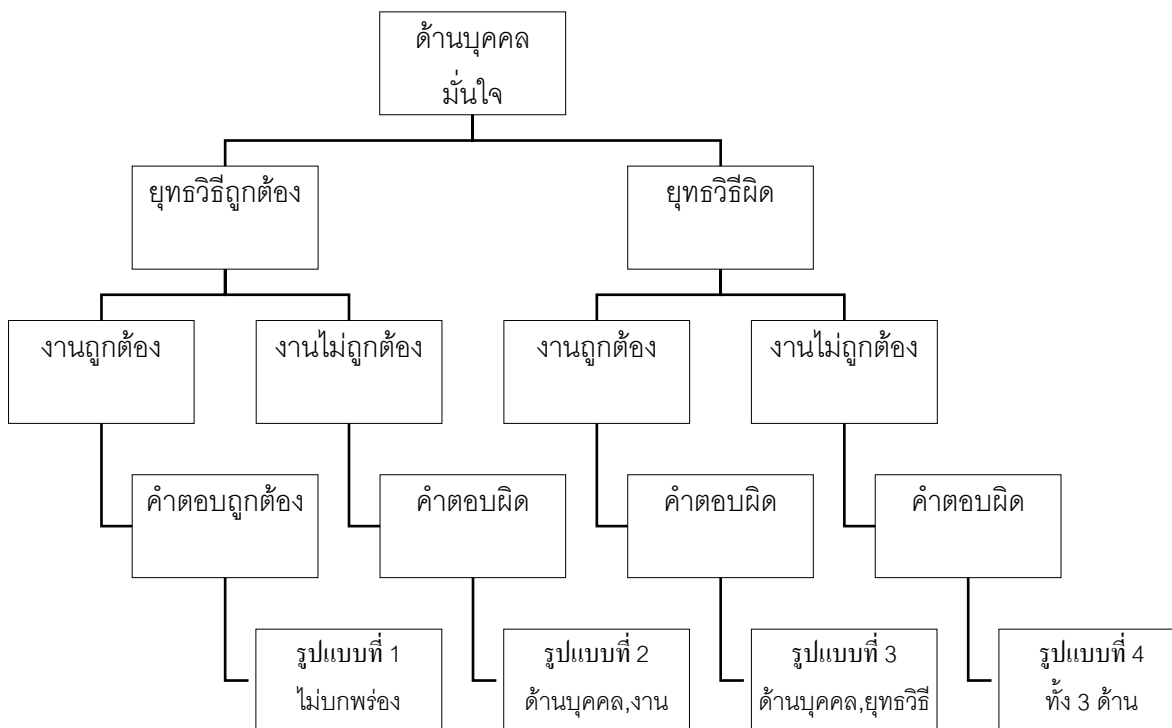 ด้านบุคคล
มั่นใจ
ยุทธวิธีถูกต้อง
ยุทธวิธีผิด
งานถูกต้อง
งานไม่ถูกต้อง
งานถูกต้อง
งานไม่ถูกต้อง
คำตอบถูกต้อง
คำตอบผิด
คำตอบผิด
คำตอบผิด
รูปแบบที่ 1
ไม่บกพร่อง
รูปแบบที่ 2
ด้านบุคคล,งาน
รูปแบบที่ 3
ด้านบุคคล,ยุทธวิธี
รูปแบบที่ 4
ทั้ง 3 ด้าน